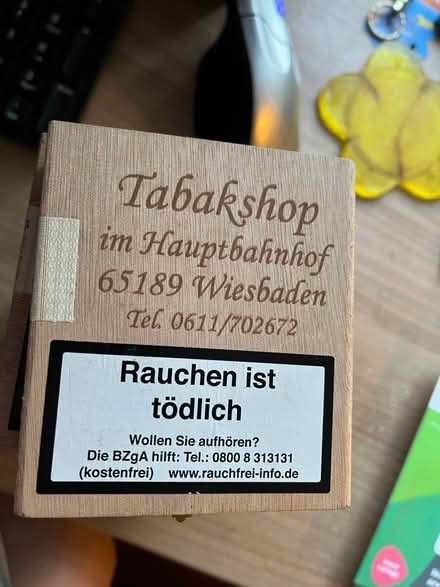 Tabakshop
im Hauptbahnhof
65189 Wiesbaden
Tel. 0611/702672
Rauchen ist
tödlich
Wollen Sie aufhören?
Die BZgA hilft: Tel.: 0800 8 313131
(kostenfrei) www.rauchfrei-info.de